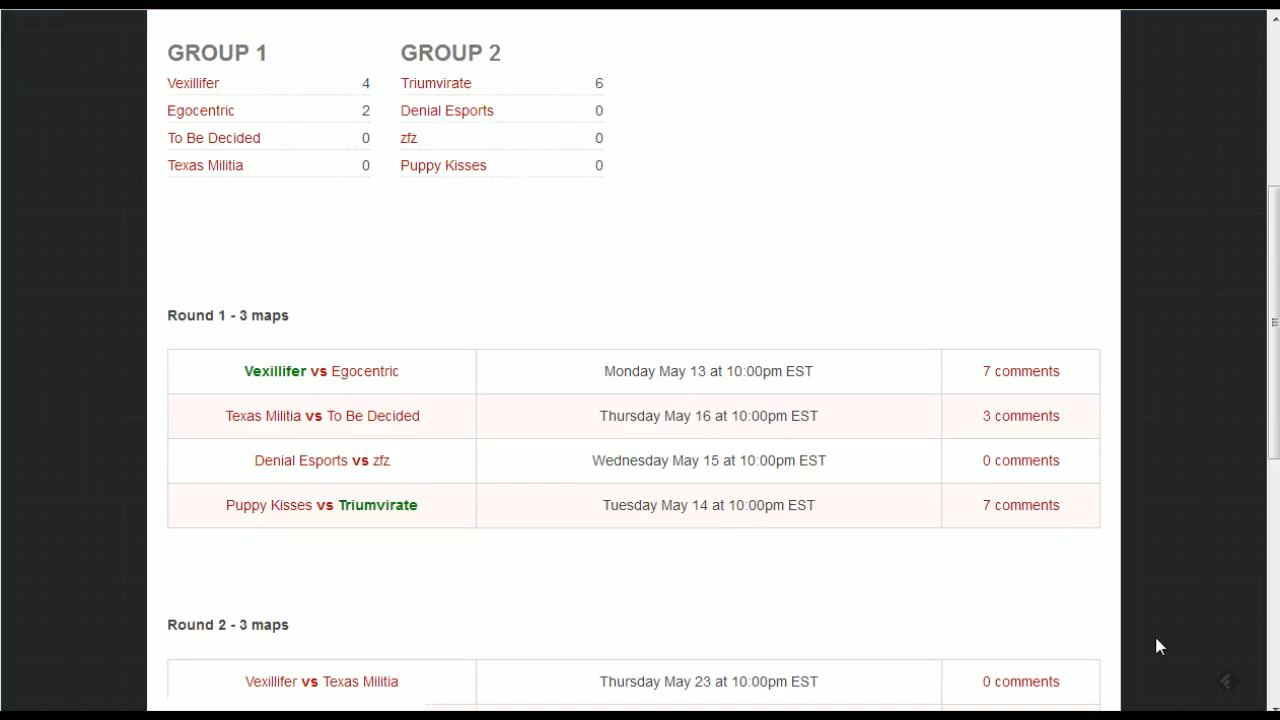 GROUP 1
Vexillifer 4
Egocentric 2
To Be Decided 0
Texas Militia 0
GROUP 2
Triumvirate 6
Denial Esports 0
zfz 0
Puppy Kisses 0
Round 1 - 3 maps
Vexillifer vs Egocentric Monday May 13 at 10:00pm EST 7 comments
Texas Militia vs To Be Decided Thursday May 16 at 10:00pm EST 3 comments
Denial Esports vs zfz Wednesday May 15 at 10:00pm EST 0 comments
Puppy Kisses vs Triumvirate Tuesday May 14 at 10:00pm EST 7 comments
Round 2 - 3 maps
Vexillifer vs Texas Militia Thursday May 23 at 10:00pm EST 0 comments